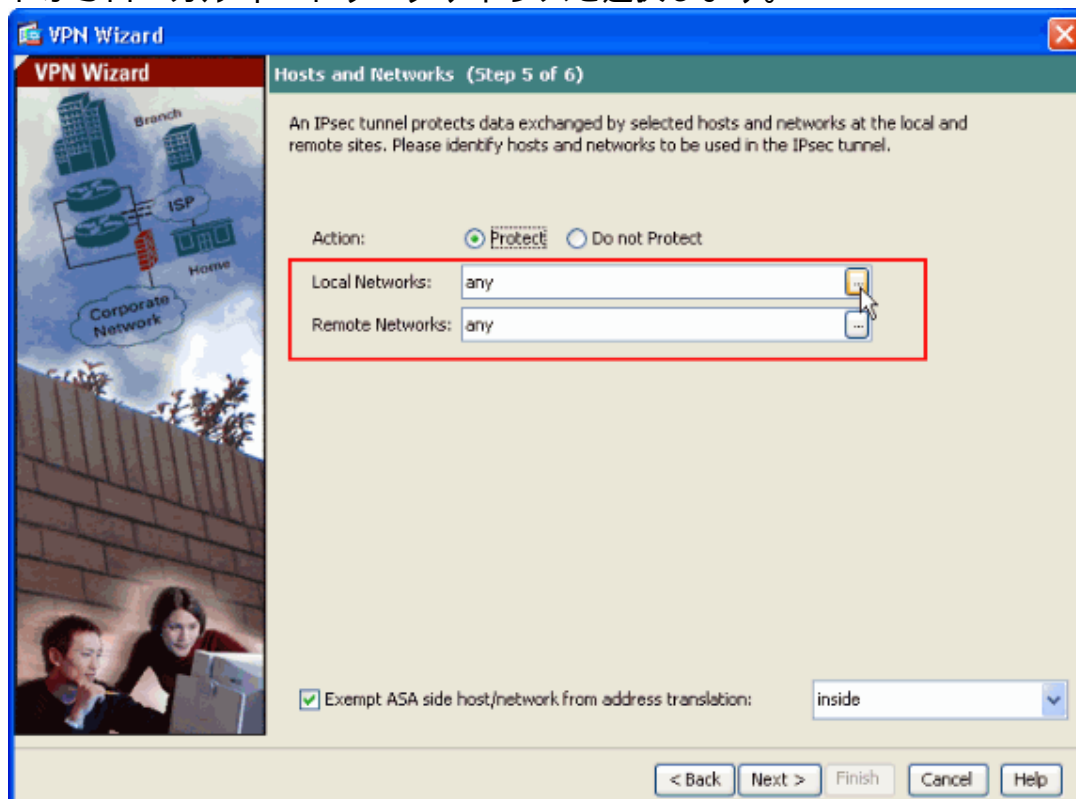 VPN Wizard
VPN Wizard
Branch
ISP
Home
Corporate
Network
Hosts and Networks (Step 5 of 6)
An IPsec tunnel protects data exchanged by selected hosts and networks at the local and
remote sites. Please identify hosts and networks to be used in the IPsec tunnel.
Action: Protect Do not Protect
Local Networks: any ...
Remote Networks: any ...
Exempt ASA side host/network from address translation: inside
< Back Next > Finish Cancel Help